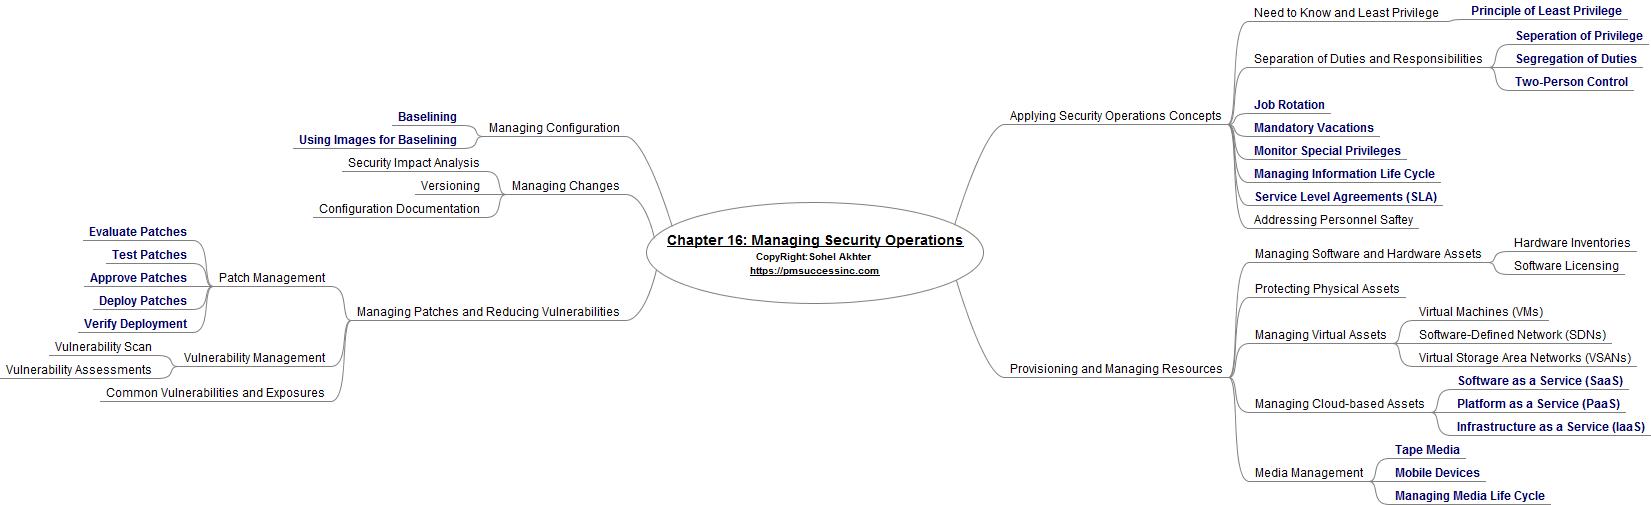 Chapter 16: Managing Security Operations
CopyRight:Sohel Akhter
https://pmsuccessinc.com
Applying Security Operations Concepts
Need to Know and Least Privilege
Principle of Least Privilege
Separation of Duties and Responsibilities
Seperation of Privilege
Segregation of Duties
Two-Person Control
Job Rotation
Mandatory Vacations
Monitor Special Privileges
Managing Information Life Cycle
Service Level Agreements (SLA)
Addressing Personnel Saftey
Provisioning and Managing Resources
Managing Software and Hardware Assets
Hardware Inventories
Software Licensing
Protecting Physical Assets
Managing Virtual Assets
Virtual Machines (VMs)
Software-Defined Network (SDNs)
Virtual Storage Area Networks (VSANs)
Managing Cloud-based Assets
Software as a Service (SaaS)
Platform as a Service (PaaS)
Infrastructure as a Service (IaaS)
Media Management
Tape Media
Mobile Devices
Managing Media Life Cycle
Managing Configuration
Baselining
Using Images for Baselining
Managing Changes
Security Impact Analysis
Versioning
Configuration Documentation
Managing Patches and Reducing Vulnerabilities
Patch Management
Evaluate Patches
Test Patches
Approve Patches
Deploy Patches
Verify Deployment
Vulnerability Management
Vulnerability Scan
Vulnerability Assessments
Common Vulnerabilities and Exposures